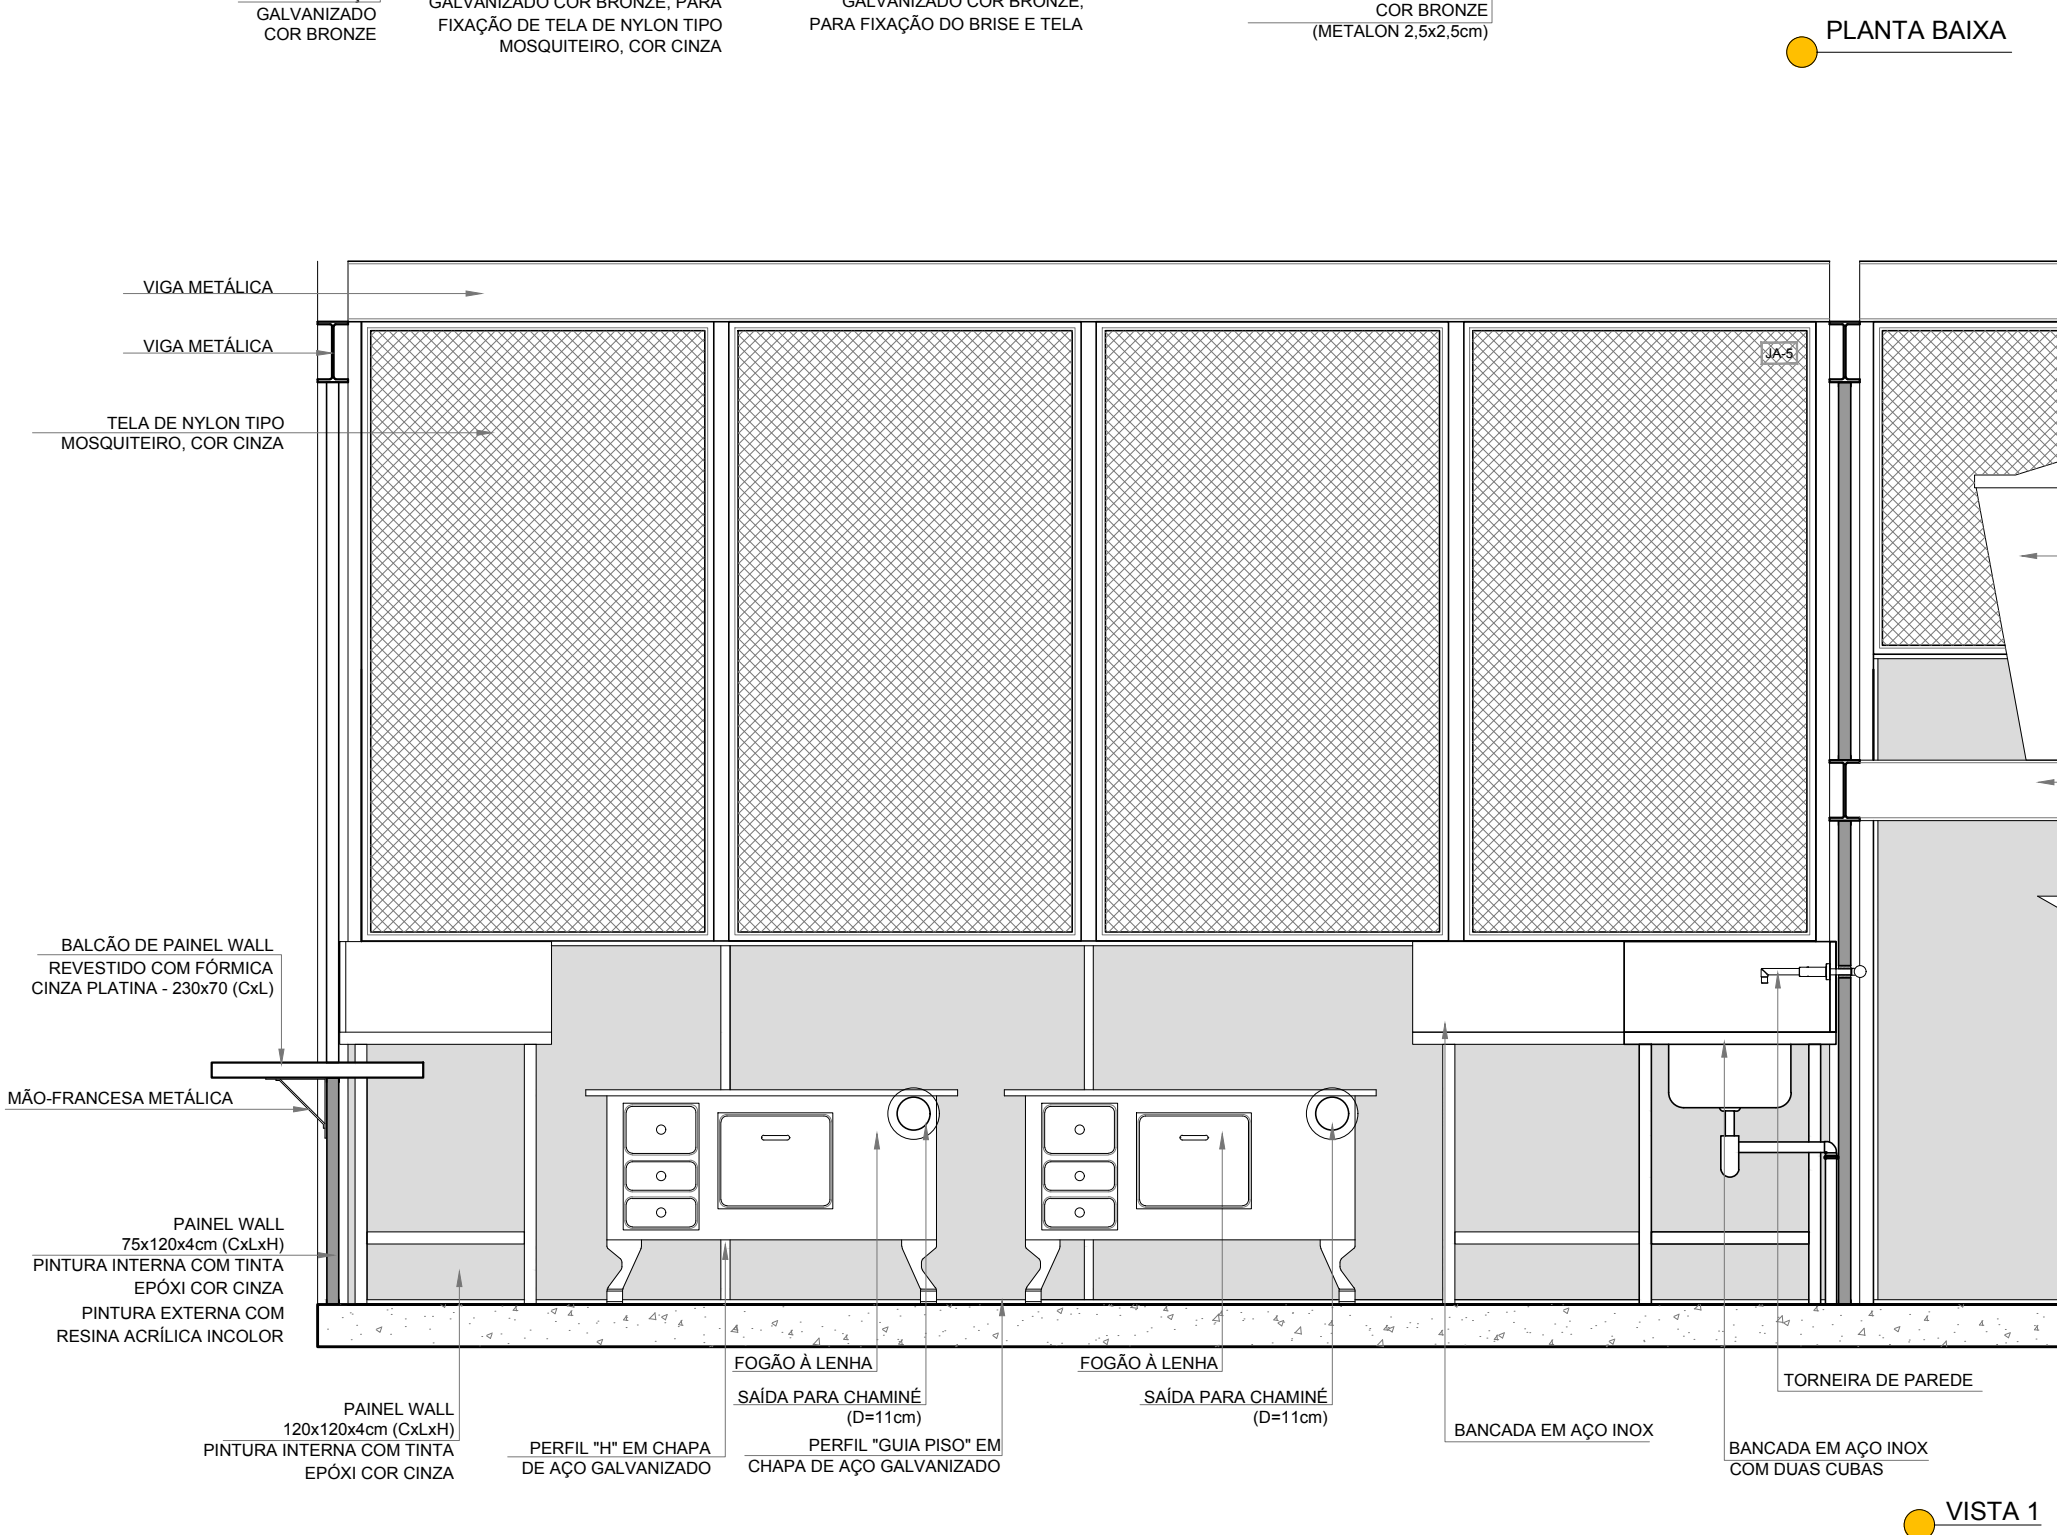 GALVANIZADO
COR BRONZE
GALVANIZADO COR BRONZE, PARA
FIXAÇÃO DE TELA DE NYLON TIPO
MOSQUITEIRO, COR CINZA
GALVANIZADO COR BRONZE,
PARA FIXAÇÃO DO BRISE E TELA
COR BRONZE
(METALON 2,5x2,5cm)
PLANTA BAIXA
VIGA METÁLICA
VIGA METÁLICA
JA-5
TELA DE NYLON TIPO
MOSQUITEIRO, COR CINZA
BALCÃO DE PAINEL WALL
REVESTIDO COM FÓRMICA
CINZA PLATINA - 230x70 (CxL)
MÃO-FRANCESA METÁLICA
PAINEL WALL
75x120x4cm (CxLxH)
PINTURA INTERNA COM TINTA
EPÓXI COR CINZA
PINTURA EXTERNA COM
RESINA ACRÍLICA INCOLOR
PAINEL WALL
120x120x4cm (CxLxH)
PINTURA INTERNA COM TINTA
EPÓXI COR CINZA
PERFIL "H" EM CHAPA
DE AÇO GALVANIZADO
FOGÃO À LENHA
SAÍDA PARA CHAMINÉ
(D=11cm)
PERFIL "GUIA PISO" EM
CHAPA DE AÇO GALVANIZADO
FOGÃO À LENHA
SAÍDA PARA CHAMINÉ
(D=11cm)
BANCADA EM AÇO INOX
TORNEIRA DE PAREDE
BANCADA EM AÇO INOX
COM DUAS CUBAS
VISTA 1